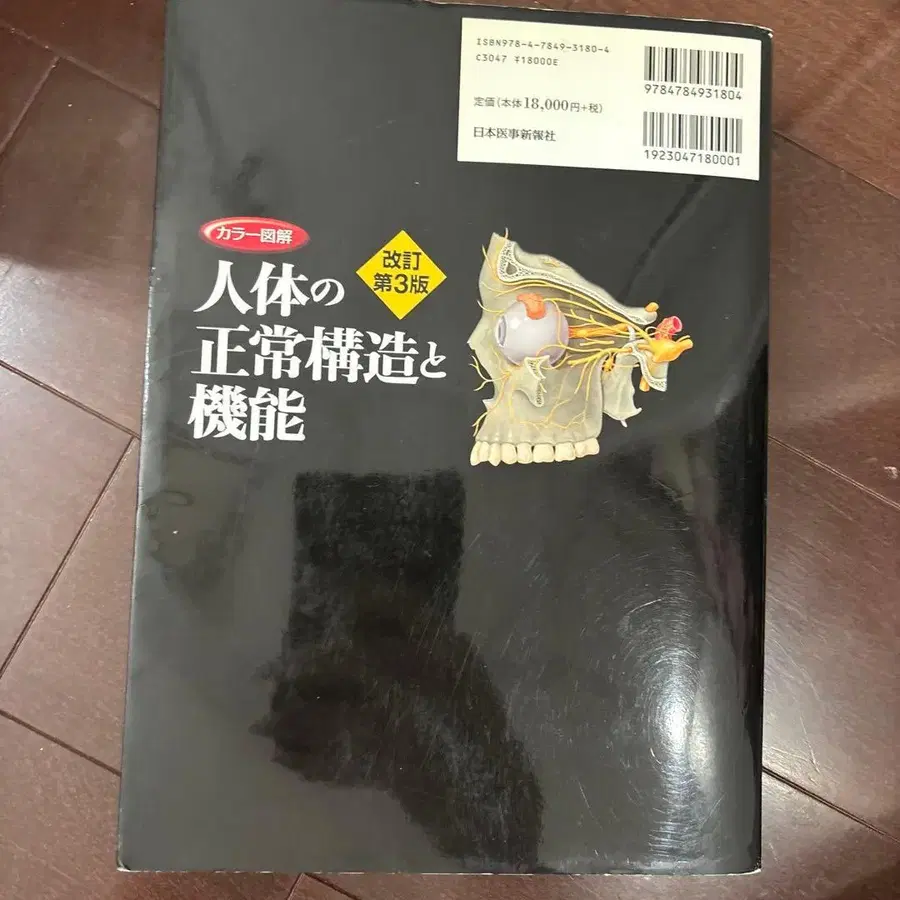 ISBN978-4-7849-3180-4
C3047 ¥18000E
9784784931804
定価(本体18,000円+税)
日本医事新報社
1923047180001
カラー図解
改訂
第3版
人体の
正常構造と
機能